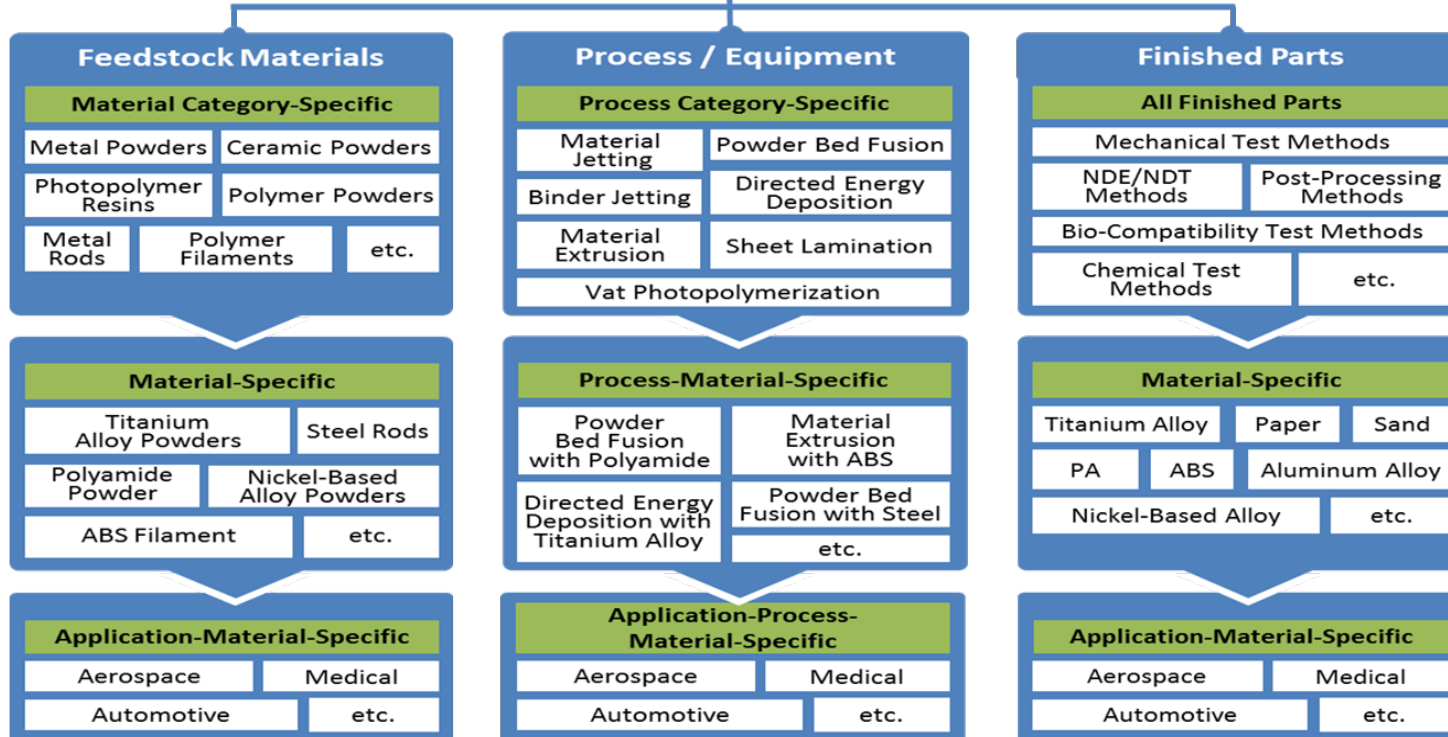 Feedstock Materials
Material Category-Specific
Metal Powders
Ceramic Powders
Photopolymer
Resins
Polymer Powders
Metal
Rods
Polymer
Filaments
etc.
Material-Specific
Titanium
Alloy Powders
Steel Rods
Polyamide
Powder
Nickel-Based
Alloy Powders
ABS Filament
etc.
Application-Material-Specific
Aerospace
Medical
Automotive
etc.
Process / Equipment
Process Category-Specific
Material
Jetting
Powder Bed Fusion
Binder Jetting
Directed Energy
Deposition
Material
Extrusion
Sheet Lamination
Vat Photopolymerization
Process-Material-Specific
Powder
Bed Fusion
with Polyamide
Material
Extrusion
with ABS
Directed Energy
Deposition with
Titanium Alloy
Powder Bed
Fusion with Steel
etc.
Application-Process-
Material-Specific
Aerospace
Medical
Automotive
etc.
Finished Parts
All Finished Parts
Mechanical Test Methods
NDE/NDT
Methods
Post-Processing
Methods
Bio-Compatibility Test Methods
Chemical Test
Methods
etc.
Material-Specific
Titanium Alloy
Paper
Sand
PA
ABS
Aluminum Alloy
Nickel-Based Alloy
etc.
Application-Material-Specific
Aerospace
Medical
Automotive
etc.